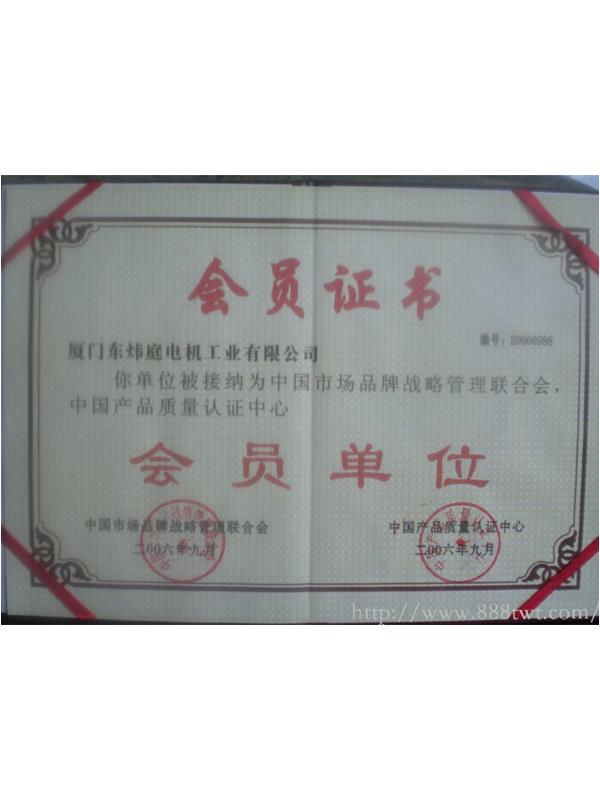 会员证书
编号：20060986
厦门东炜庭电机工业有限公司
你单位被接纳为中国市场品牌战略管理联合会，
中国产品质量认证中心
会员单位
中国市场品牌战略管理联合会
二00六年九月
中国产品质量认证中心
二00六年九月
http://www.888twt.com/